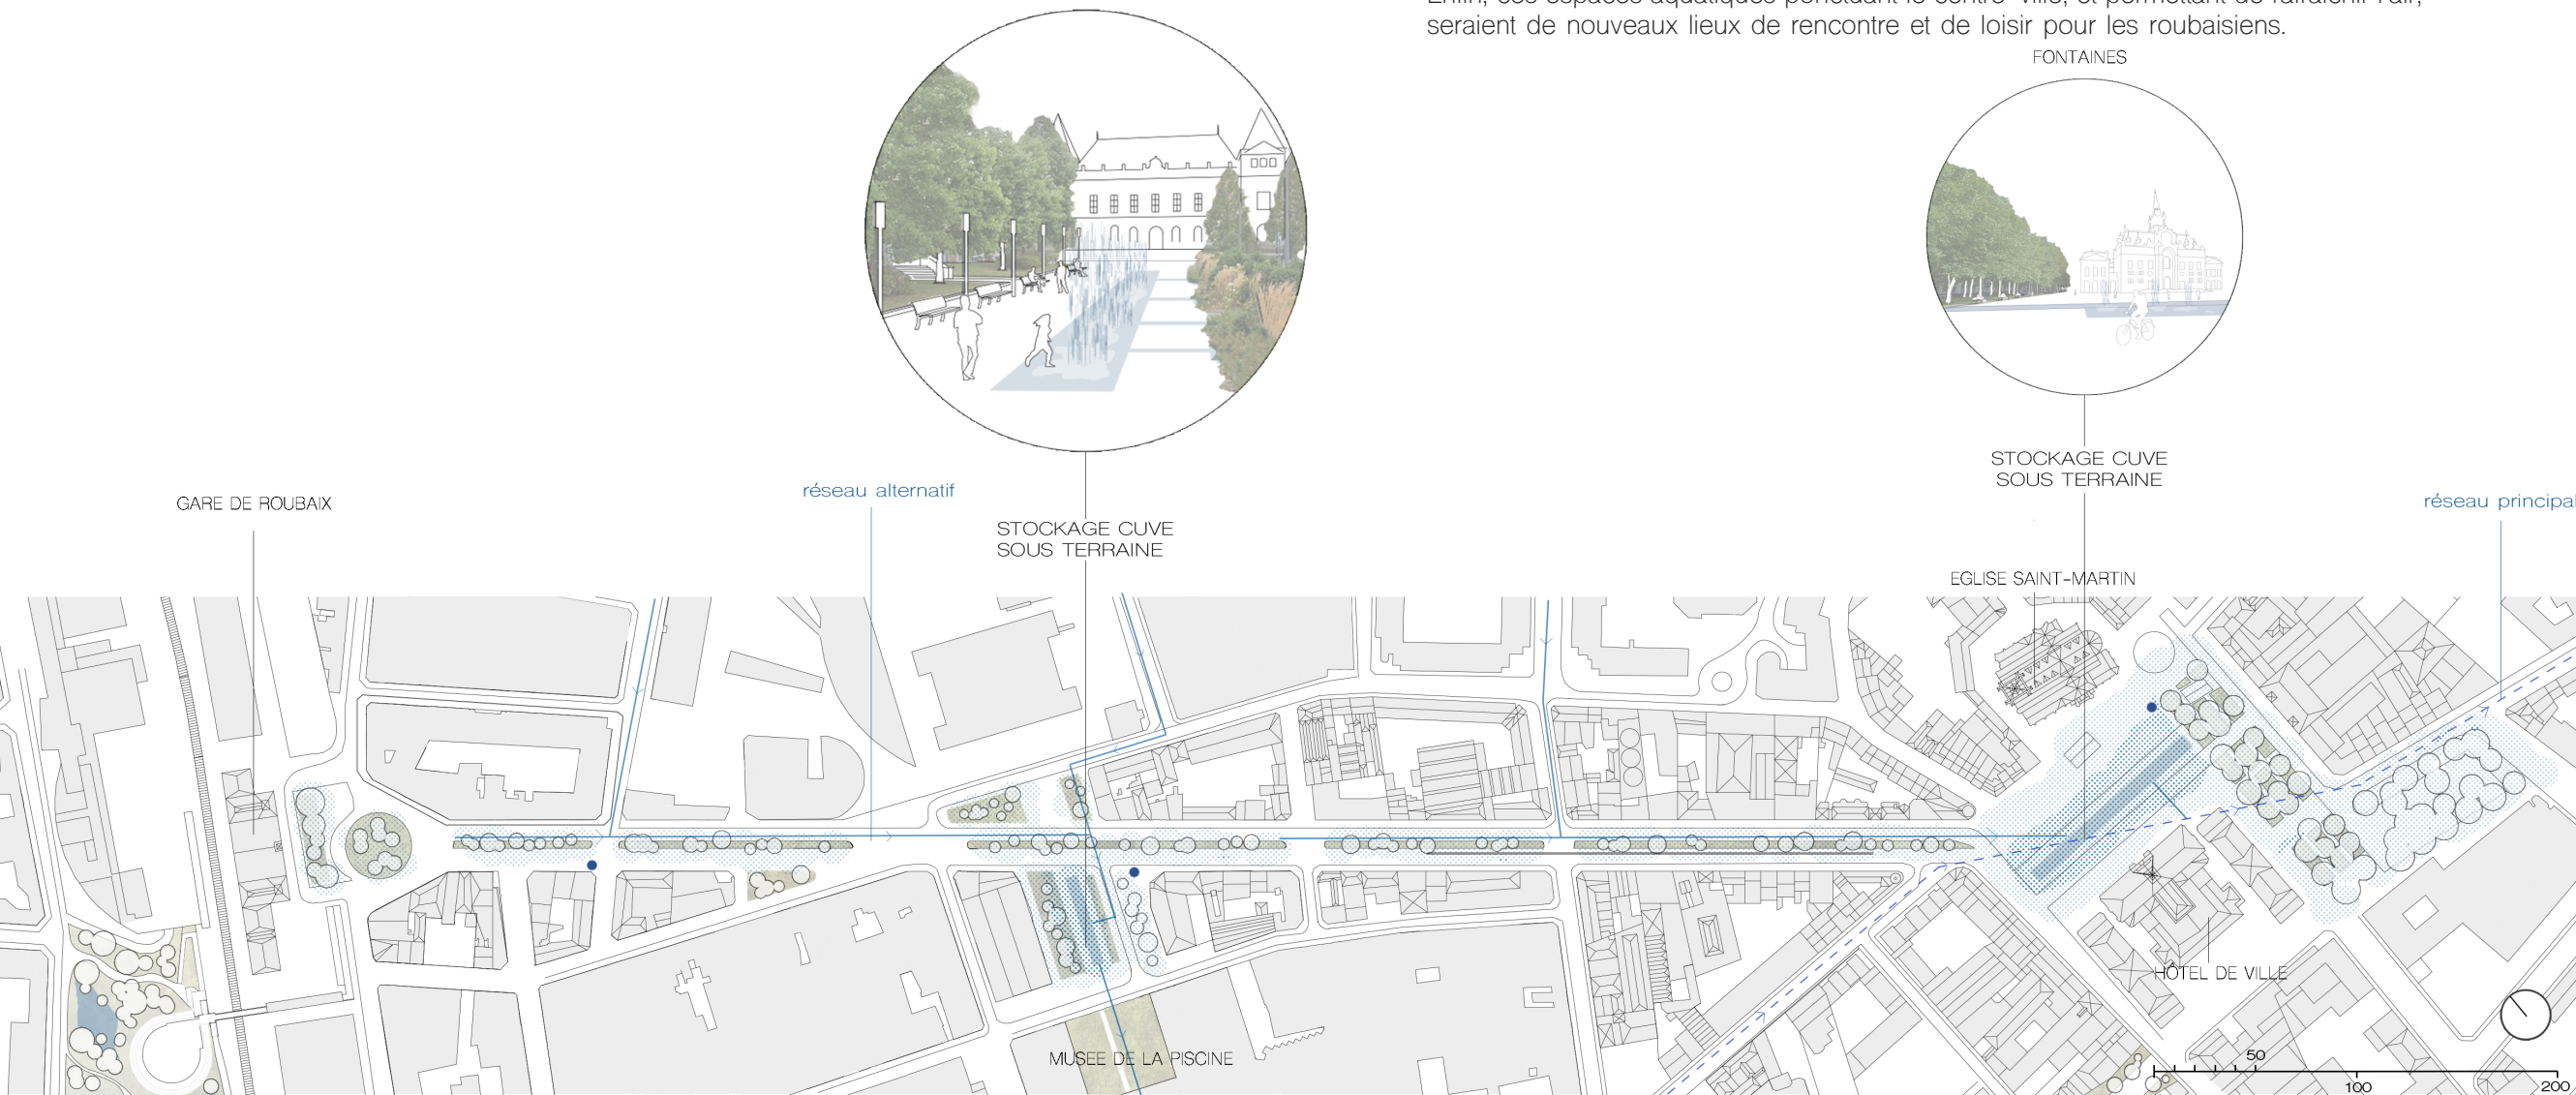 seraient de nouveaux lieux de rencontre et de loisir pour les roubaisiens.
FONTAINES
STOCKAGE CUVE
SOUS TERRAINE
réseau alternatif
GARE DE ROUBAIX
réseau principal
STOCKAGE CUVE
SOUS TERRAINE
EGLISE SAINT-MARTIN
HÔTEL DE VILLE
MUSEE DE LA PISCINE
50
100
200